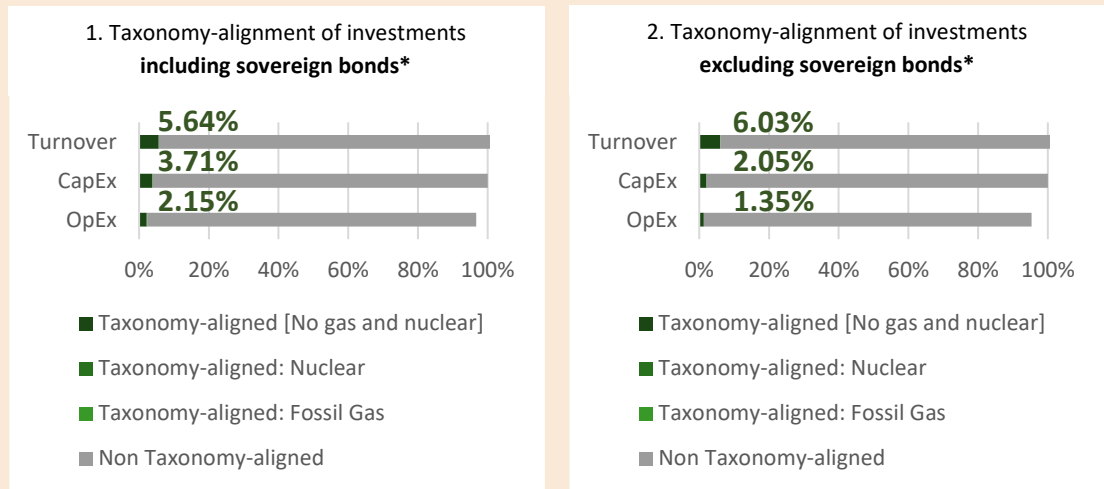 1. Taxonomy-alignment of investments
including sovereign bonds*
5.64%
Turnover
3.71%
CapEx
2.15%
OpEx
0% 20% 40% 60% 80% 100%
Taxonomy-aligned [No gas and nuclear]
Taxonomy-aligned: Nuclear
Taxonomy-aligned: Fossil Gas
Non Taxonomy-aligned
2. Taxonomy-alignment of investments
excluding sovereign bonds*
6.03%
Turnover
2.05%
CapEx
1.35%
OpEx
0% 20% 40% 60% 80% 100%
Taxonomy-aligned [No gas and nuclear]
Taxonomy-aligned: Nuclear
Taxonomy-aligned: Fossil Gas
Non Taxonomy-aligned